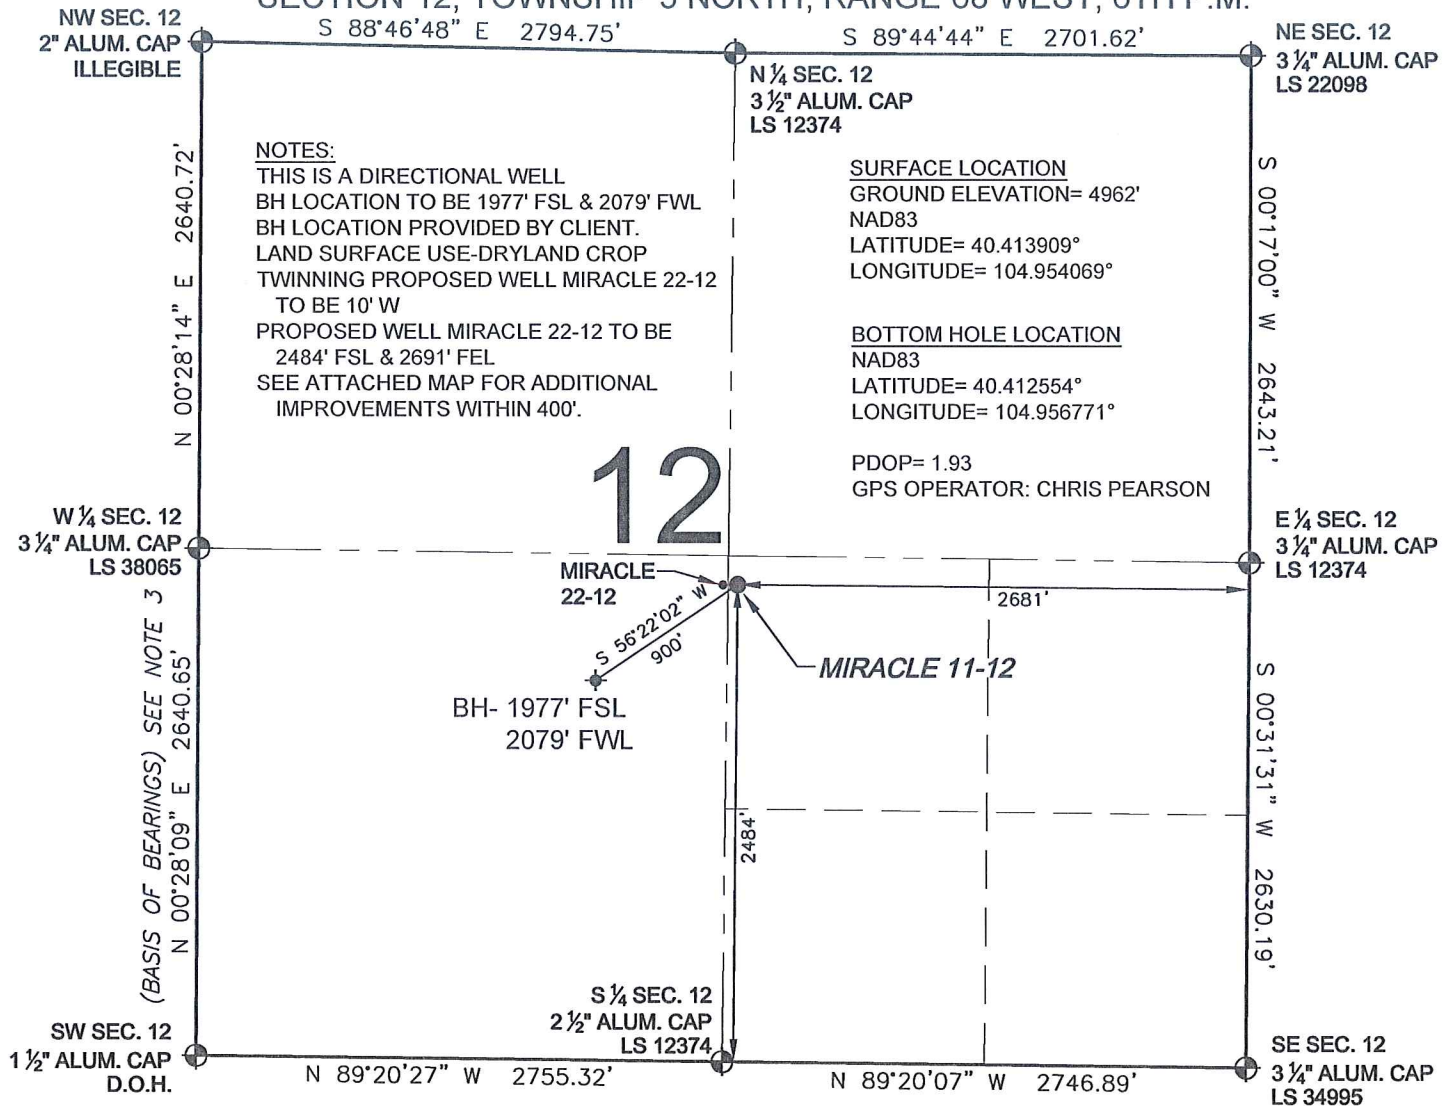 SECTION 12, TOWNSHIP 5 NORTH, RANGE 68 WEST, 6TH P.M.
NW SEC. 12
2" ALUM. CAP
ILLEGIBLE
S 88°46'48" E 2794.75'
S 89°44'44" E 2701.62'
NE SEC. 12
3 ¼" ALUM. CAP
LS 22098
N ¼ SEC. 12
3 ½" ALUM. CAP
LS 12374
N 00°28'14" E 2640.72'
NOTES:
THIS IS A DIRECTIONAL WELL
BH LOCATION TO BE 1977' FSL & 2079' FWL
BH LOCATION PROVIDED BY CLIENT.
LAND SURFACE USE-DRYLAND CROP
TWINNING PROPOSED WELL MIRACLE 22-12
TO BE 10' W
PROPOSED WELL MIRACLE 22-12 TO BE
2484' FSL & 2691' FEL
SEE ATTACHED MAP FOR ADDITIONAL
IMPROVEMENTS WITHIN 400'.
SURFACE LOCATION
GROUND ELEVATION= 4962'
NAD83
LATITUDE= 40.413909°
LONGITUDE= 104.954069°
BOTTOM HOLE LOCATION
NAD83
LATITUDE= 40.412554°
LONGITUDE= 104.956771°
PDOP= 1.93
GPS OPERATOR: CHRIS PEARSON
S 00°17'00" W 2643.21'
12
W ¼ SEC. 12
3 ¼" ALUM. CAP
LS 38065
E ¼ SEC. 12
3 ¼" ALUM. CAP
LS 12374
MIRACLE
22-12
2681'
S 56°22'02" W
900'
MIRACLE 11-12
BH- 1977' FSL
2079' FWL
(BASIS OF BEARINGS) SEE NOTE 3
N 00°28'09" E 2640.65'
2484'
S 00°31'31" W 2630.19'
S ¼ SEC. 12
2 ½" ALUM. CAP
LS 12374
SW SEC. 12
1 ½" ALUM. CAP
D.O.H.
N 89°20'27" W 2755.32'
N 89°20'07" W 2746.89'
SE SEC. 12
3 ¼" ALUM. CAP
LS 34995